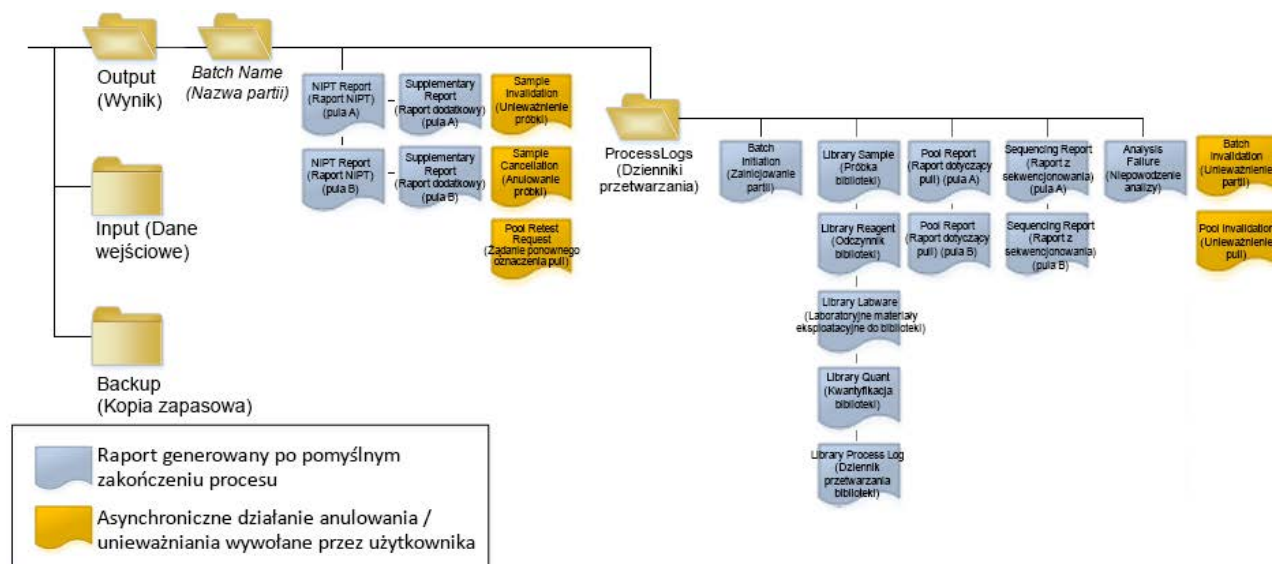 Output
(Wynik)
Batch Name
(Nazwa partii)
NIPT Report
(Raport NIPT)
(pula A)
Supplementary
Report
(Raport dodatkowy)
(pula A)
Sample
Invalidation
(Unieważnienie
próbki)
NIPT Report
(Raport NIPT)
(pula B)
Supplementary
Report
(Raport dodatkowy)
(pula B)
Sample
Cancellation
(Anulowanie
próbki)
Pool Retest
Request
(Żądanie ponownego
oznaczenia puli)
ProcessLogs
(Dzienniki
przetwarzania)
Batch
Initiation
(Zainicjowanie
partii)
Library Sample
(Próbka
biblioteki)
Pool Report
(Raport dotyczący
puli) (pula A)
Sequencing Report
(Raport z
sekwencjonowania)
(pula A)
Analysis
Failure
(Niepowodzenie
analizy)
Batch
Invalidation
(Unieważnienie
partii)
Library Reagent
(Odczynnik
biblioteki)
Pool Report
(Raport dotyczący
puli) (pula B)
Sequencing Report
(Raport z
sekwencjonowania)
(pula B)
Pool Invalidation
(Unieważnienie
puli)
Library Labware
(Laboratoryjne materiały
eksploatacyjne do biblioteki)
Library Quant
(Kwantyfikacja
biblioteki)
Library Process Log
(Dziennik
przetwarzania
biblioteki)
Input (Dane
wejściowe)
Backup
(Kopia zapasowa)
Raport generowany po pomyślnym
zakończeniu procesu
Asynchroniczne działanie anulowania /
unieważniania wywołane przez użytkownika